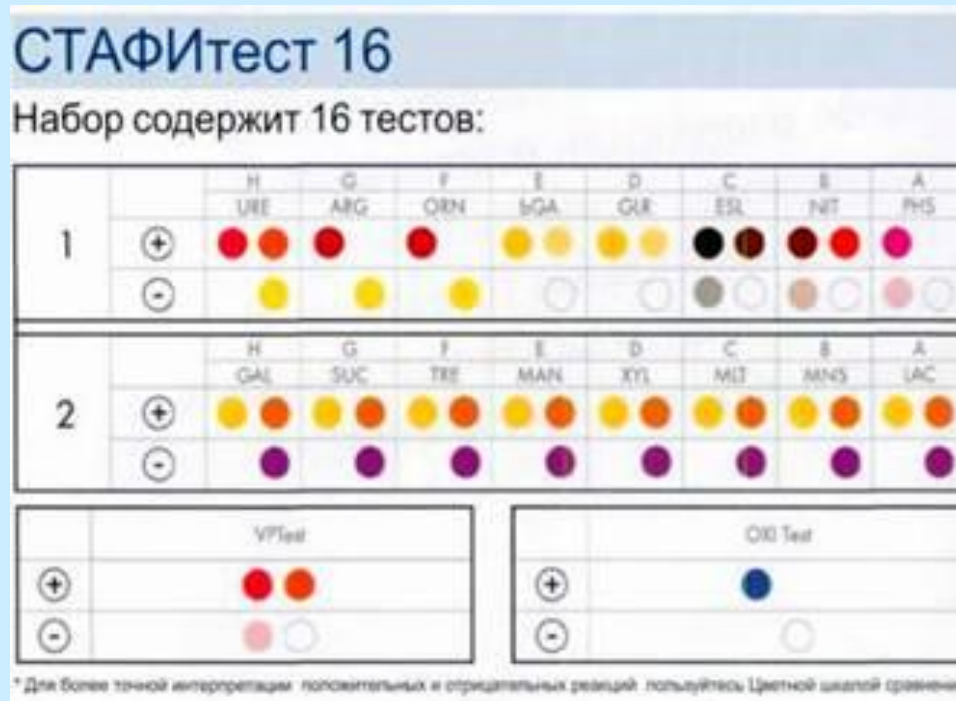 СТАФИтест 16
Набор содержит 16 тестов:
H G F E D C B A
URE ARG ORN bGA GLR ESL NIT PHS
1
+
-
H G F E D C B A
GAL SUC TRE MAN XYL MLT MNS LAC
2
+
-
VPTest
+
-
OXI Test
+
-
* Для более точной интерпретации положительных и отрицательных реакций пользуйтесь Цветной шкалой сравнени